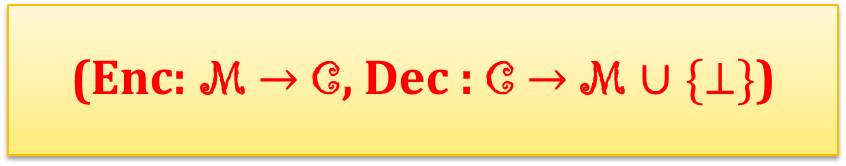 (Enc: ℳ → 𝒞, Dec : 𝒞 → ℳ ∪ {⊥})